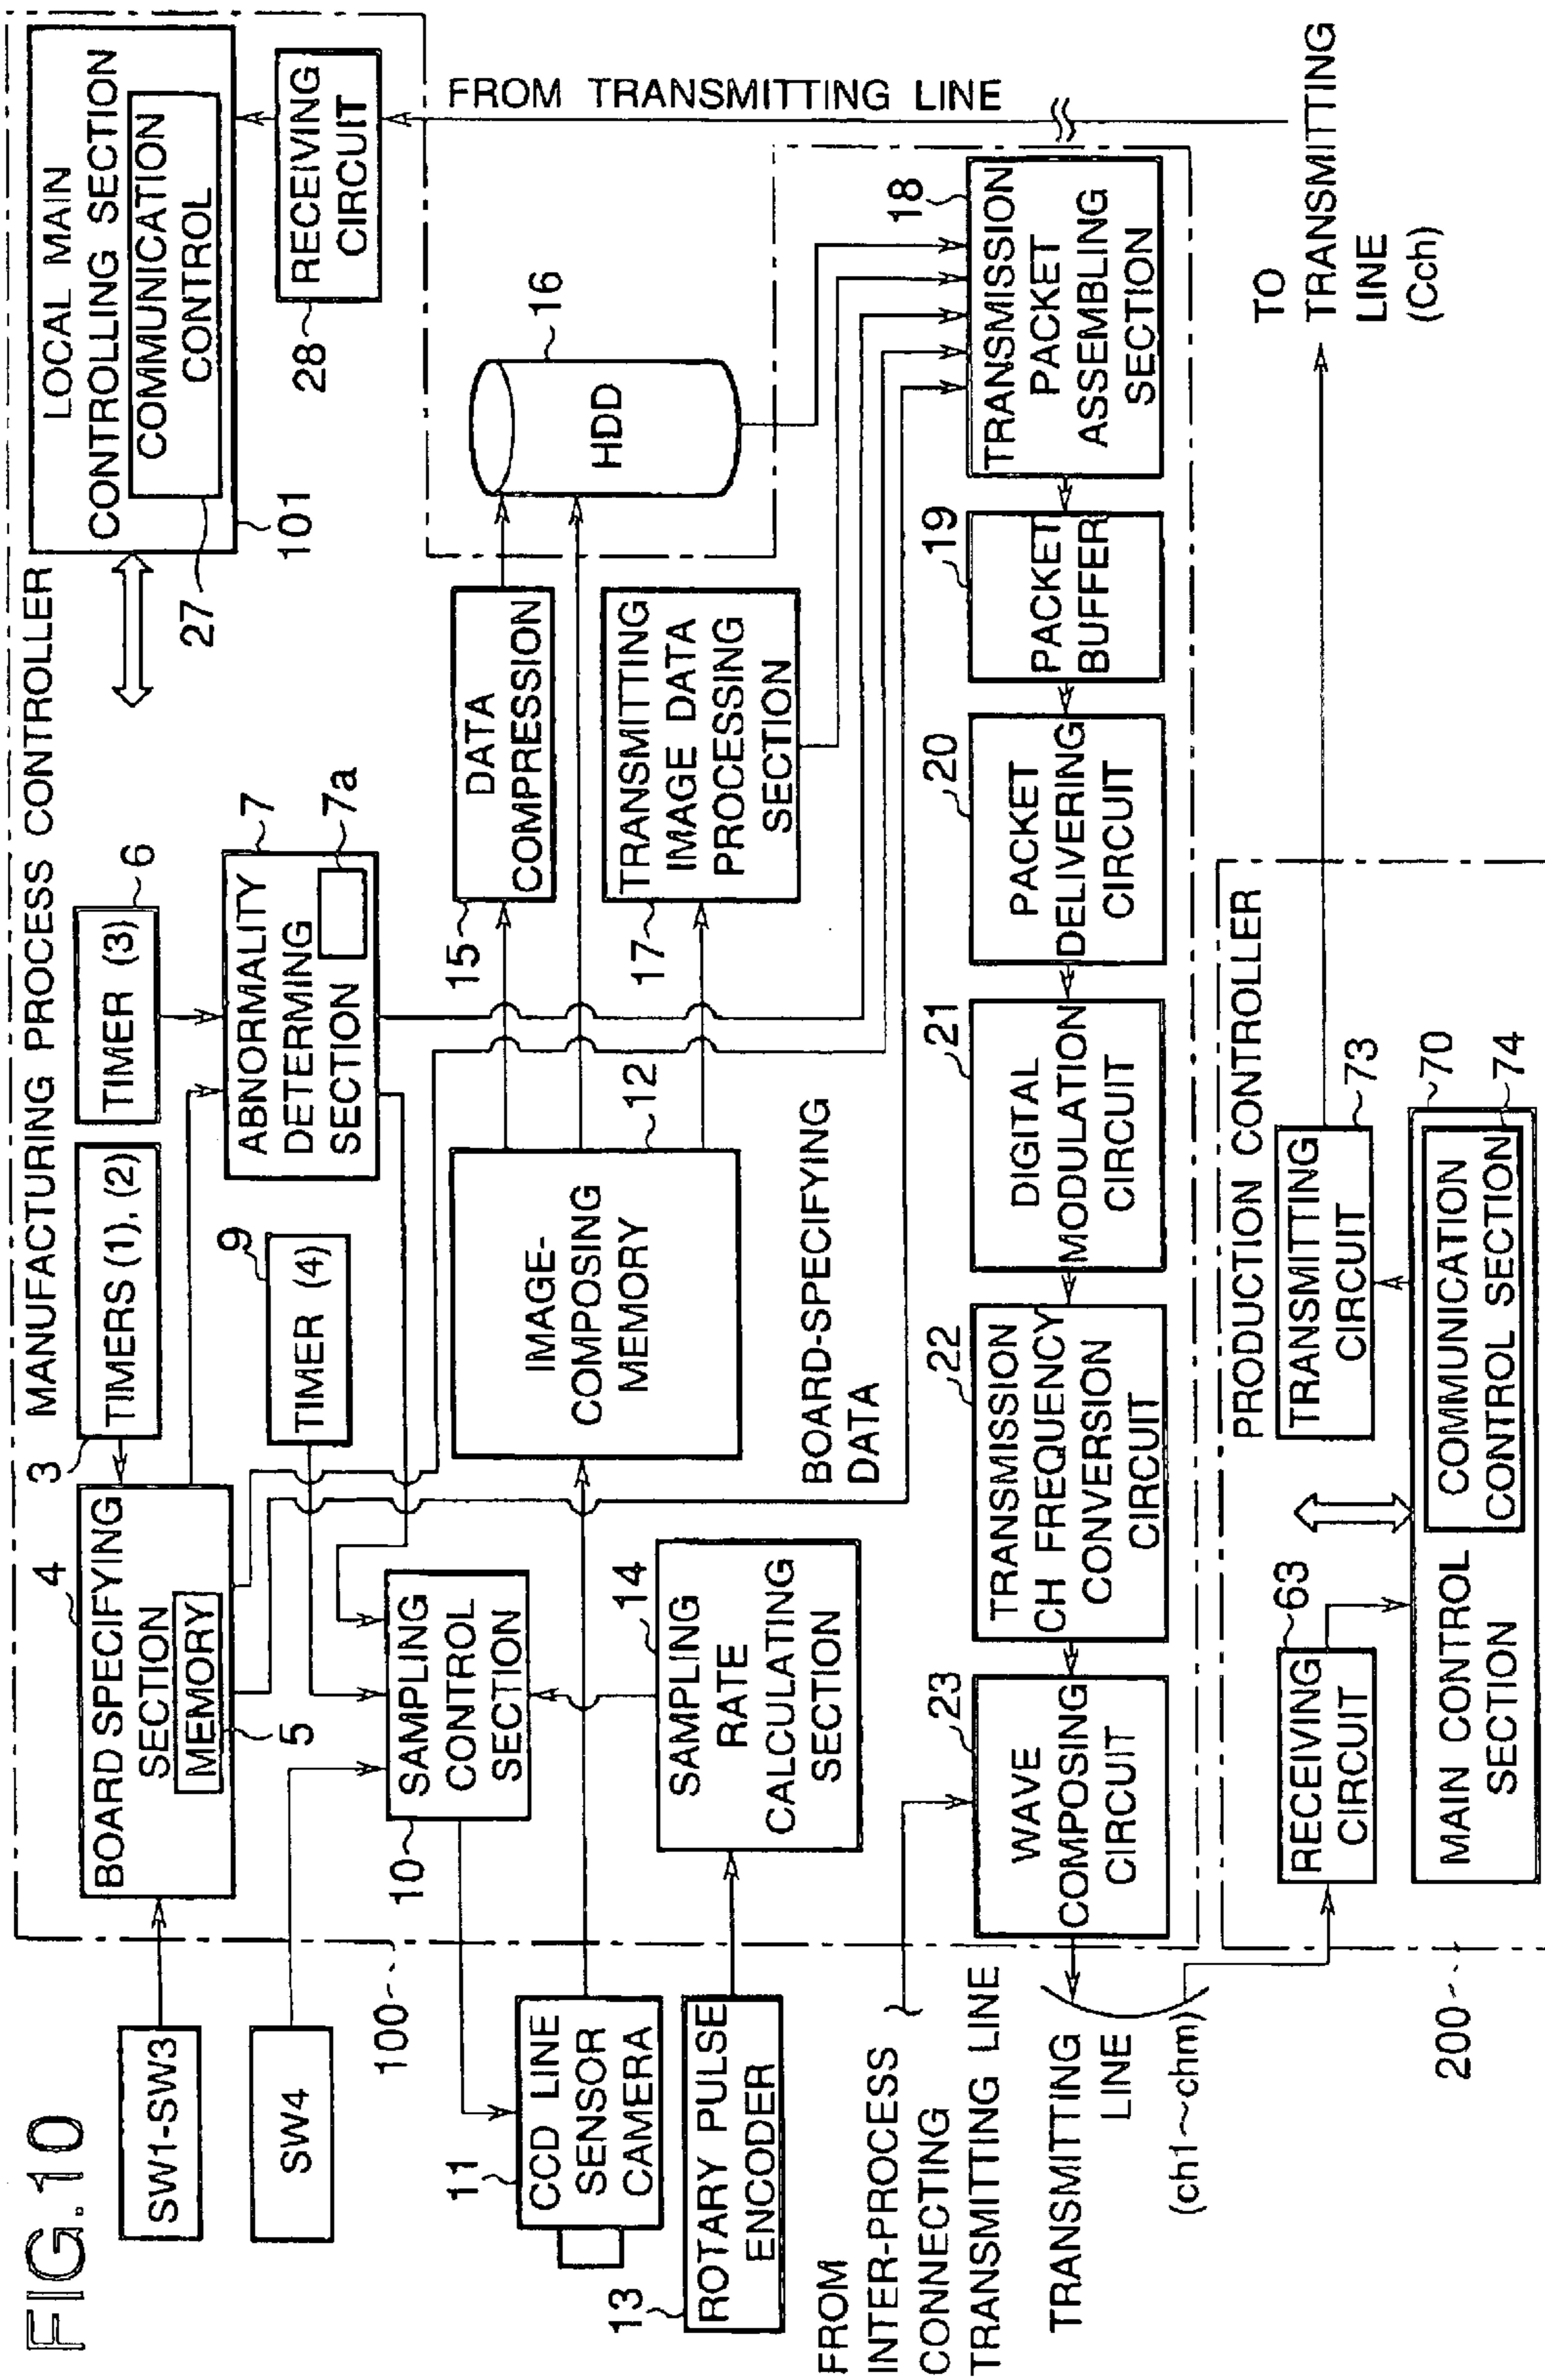 FIG.10
3
MANUFACTURING PROCESS CONTROLLER
4
BOARD SPECIFYING
SECTION
MEMORY
5
TIMERS (1), (2)
TIMER (3)
6
LOCAL MAIN
CONTROLLING SECTION
COMMUNICATION
CONTROL
27
101
SW1-SW3
SW4
9
TIMER (4)
ABNORMALITY
DETERMINING
SECTION
7
7a
28
RECEIVING
CIRCUIT
100
10
SAMPLING
CONTROL
SECTION
FROM TRANSMITTING LINE
11
CCD LINE
SENSOR
CAMERA
IMAGE-
COMPOSING
MEMORY
12
15
DATA
COMPRESSION
HDD
16
13
ROTARY PULSE
ENCODER
14
SAMPLING
RATE
CALCULATING
SECTION
17
TRANSMITTING
IMAGE DATA
PROCESSING
SECTION
BOARD-SPECIFYING
DATA
FROM
INTER-PROCESS
CONNECTING
TRANSMITTING LINE
23
WAVE
COMPOSING
CIRCUIT
22
TRANSMISSION
CH FREQUENCY
CONVERSION
CIRCUIT
21
DIGITAL
MODULATION
CIRCUIT
20
PACKET
DELIVERING
CIRCUIT
19
PACKET
BUFFER
18
TRANSMISSION
PACKET
ASSEMBLING
SECTION
TRANSMITTING
LINE
(ch1～chm)
PRODUCTION CONTROLLER
TO
TRANSMITTING
LINE
(Cch)
RECEIVING
CIRCUIT
63
TRANSMITTING
CIRCUIT
73
200
MAIN CONTROL
SECTION
COMMUNICATION
CONTROL SECTION
70
74